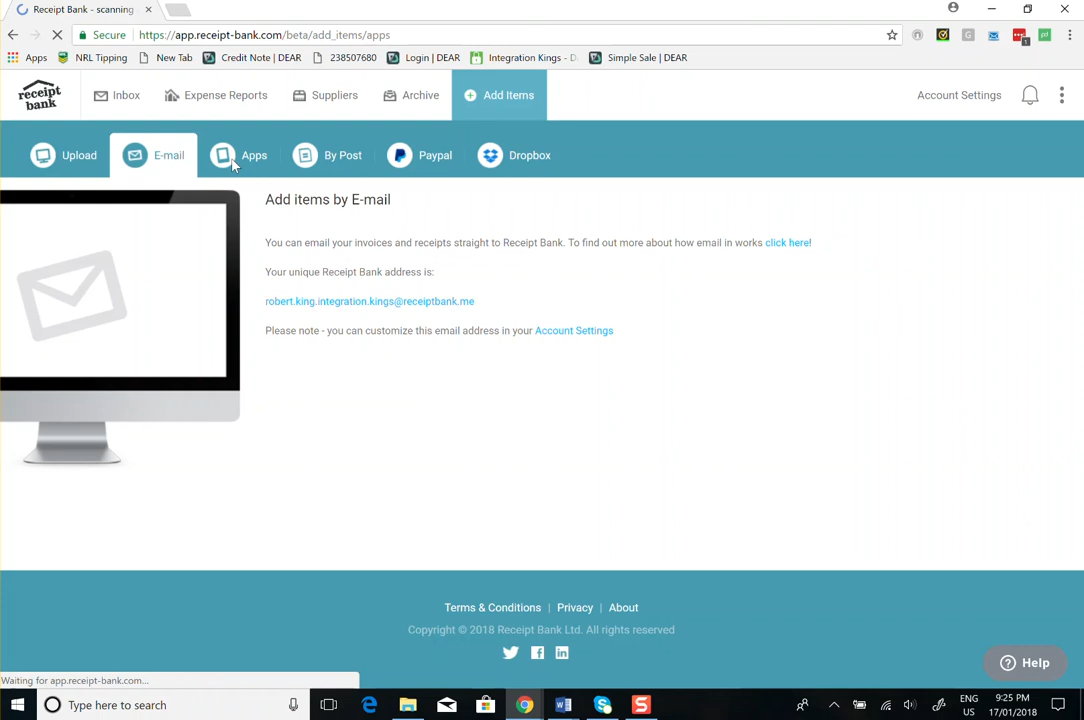 Receipt Bank - scanning
Secure
https://app.receipt-bank.com/beta/add_items/apps
Apps
NRL Tipping
New Tab
Credit Note | DEAR
238507680
Login | DEAR
Integration Kings - D
Simple Sale | DEAR
receipt
bank
Inbox
Expense Reports
Suppliers
Archive
Add Items
Account Settings
Upload
E-mail
Apps
By Post
Paypal
Dropbox
Add items by E-mail
You can email your invoices and receipts straight to Receipt Bank. To find out more about how email in works click here!
Your unique Receipt Bank address is:
robert.king.integration.kings@receiptbank.me
Please note - you can customize this email address in your Account Settings
Terms & Conditions | Privacy | About
Copyright © 2018 Receipt Bank Ltd. All rights reserved
Help
Waiting for app.receipt-bank.com...
Type here to search
ENG
US
9:25 PM
17/01/2018